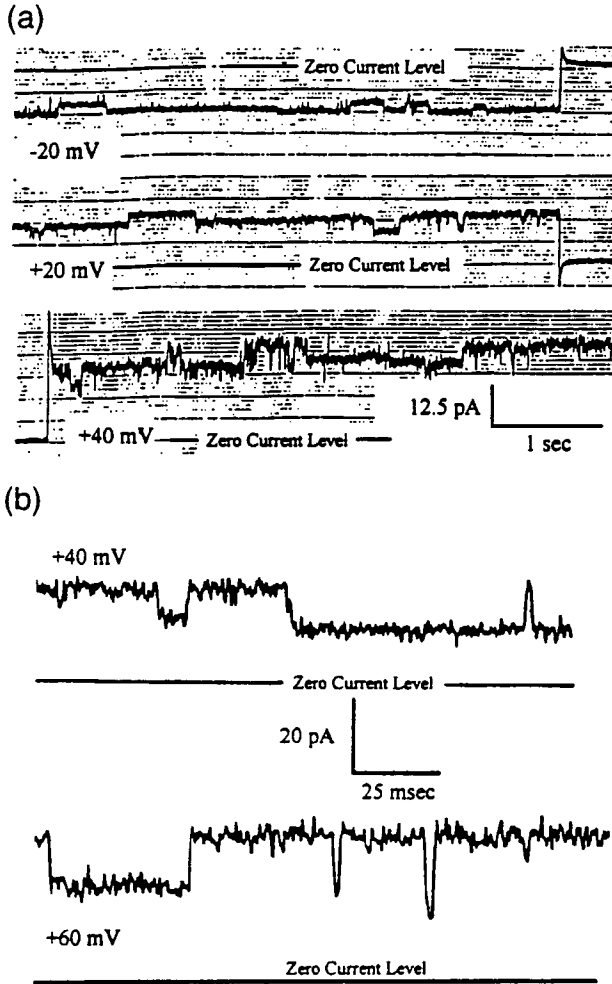 (a)
Zero Current Level
-20 mV
+20 mV
Zero Current Level
12.5 pA
+40 mV
Zero Current Level
1 sec
(b)
+40 mV
Zero Current Level
20 pA
25 msec
+60 mV
Zero Current Level